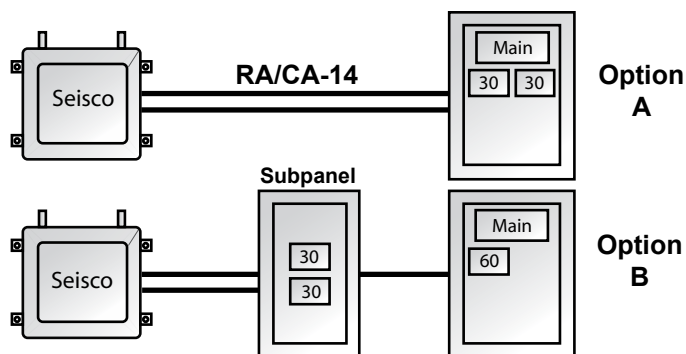 Seisco
RA/CA-14
Main
30 30
Option
A
Subpanel
Seisco
30
30
Main
60
Option
B